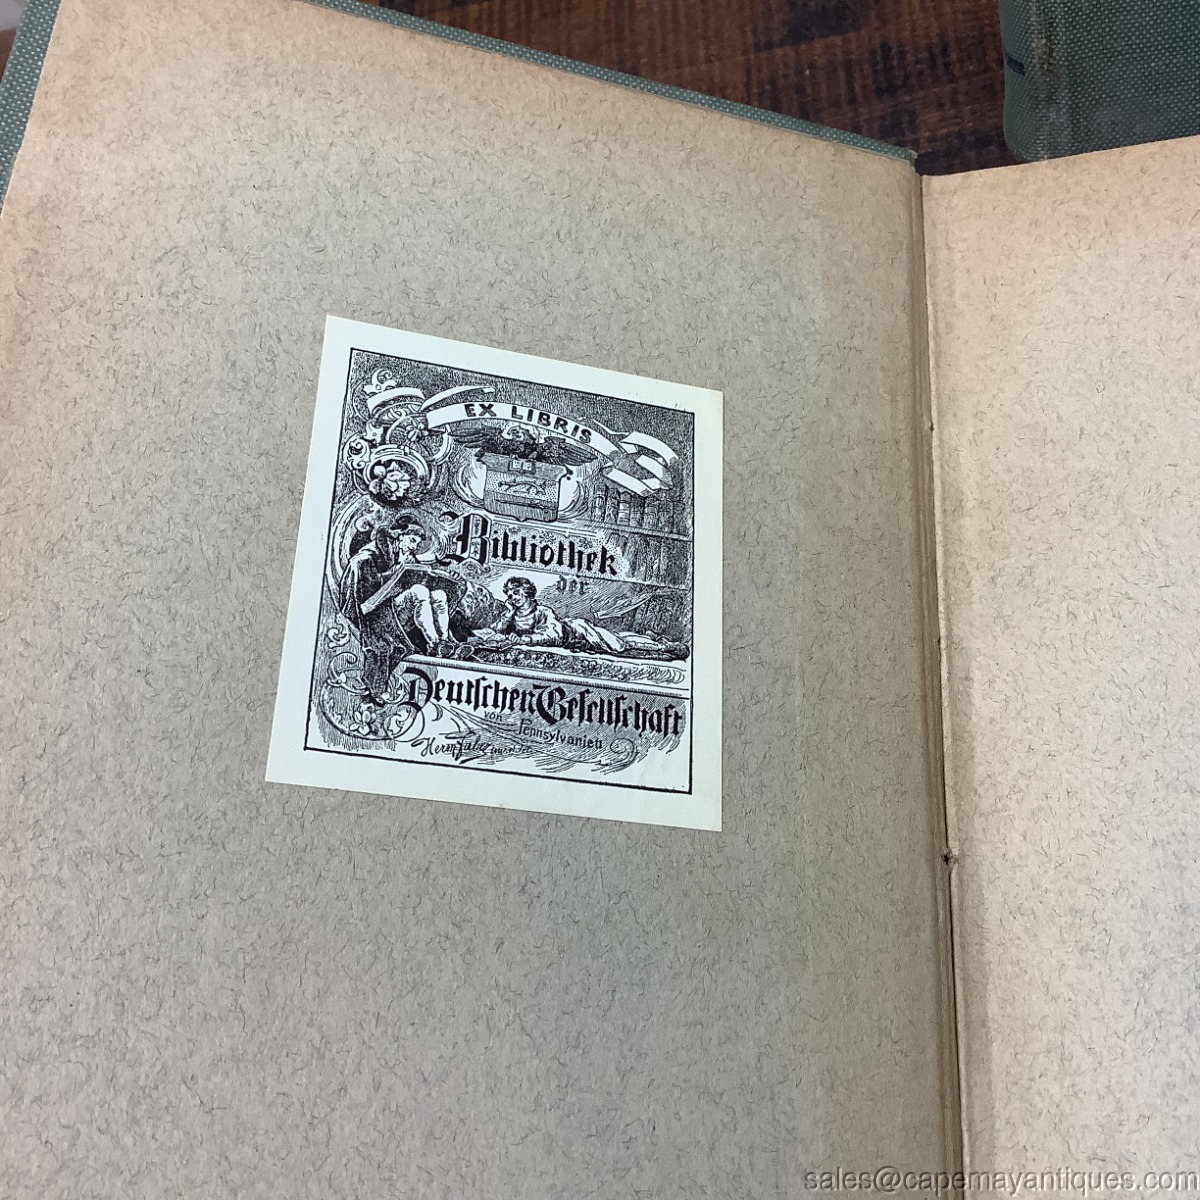 EX LIBRIS
Bibliothek
der
Deutschen Gesellschaft
von Pennsylvanien
sales@capemayantiques.com